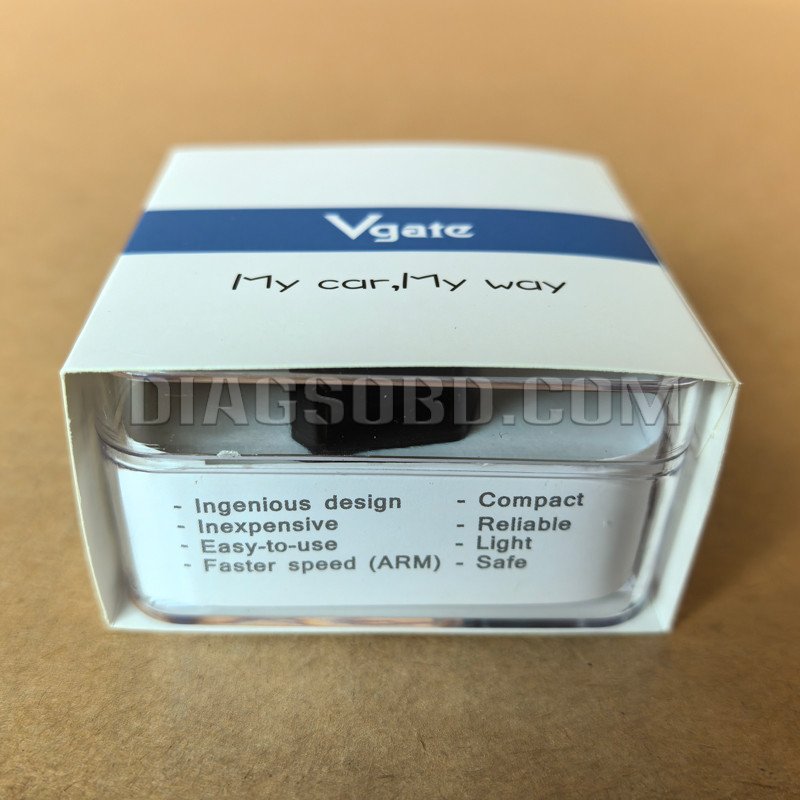 Vgate
My car,My way
DIAGSOBD.COM
- Ingenious design - Compact
- Inexpensive - Reliable
- Easy-to-use - Light
- Faster speed (ARM) - Safe